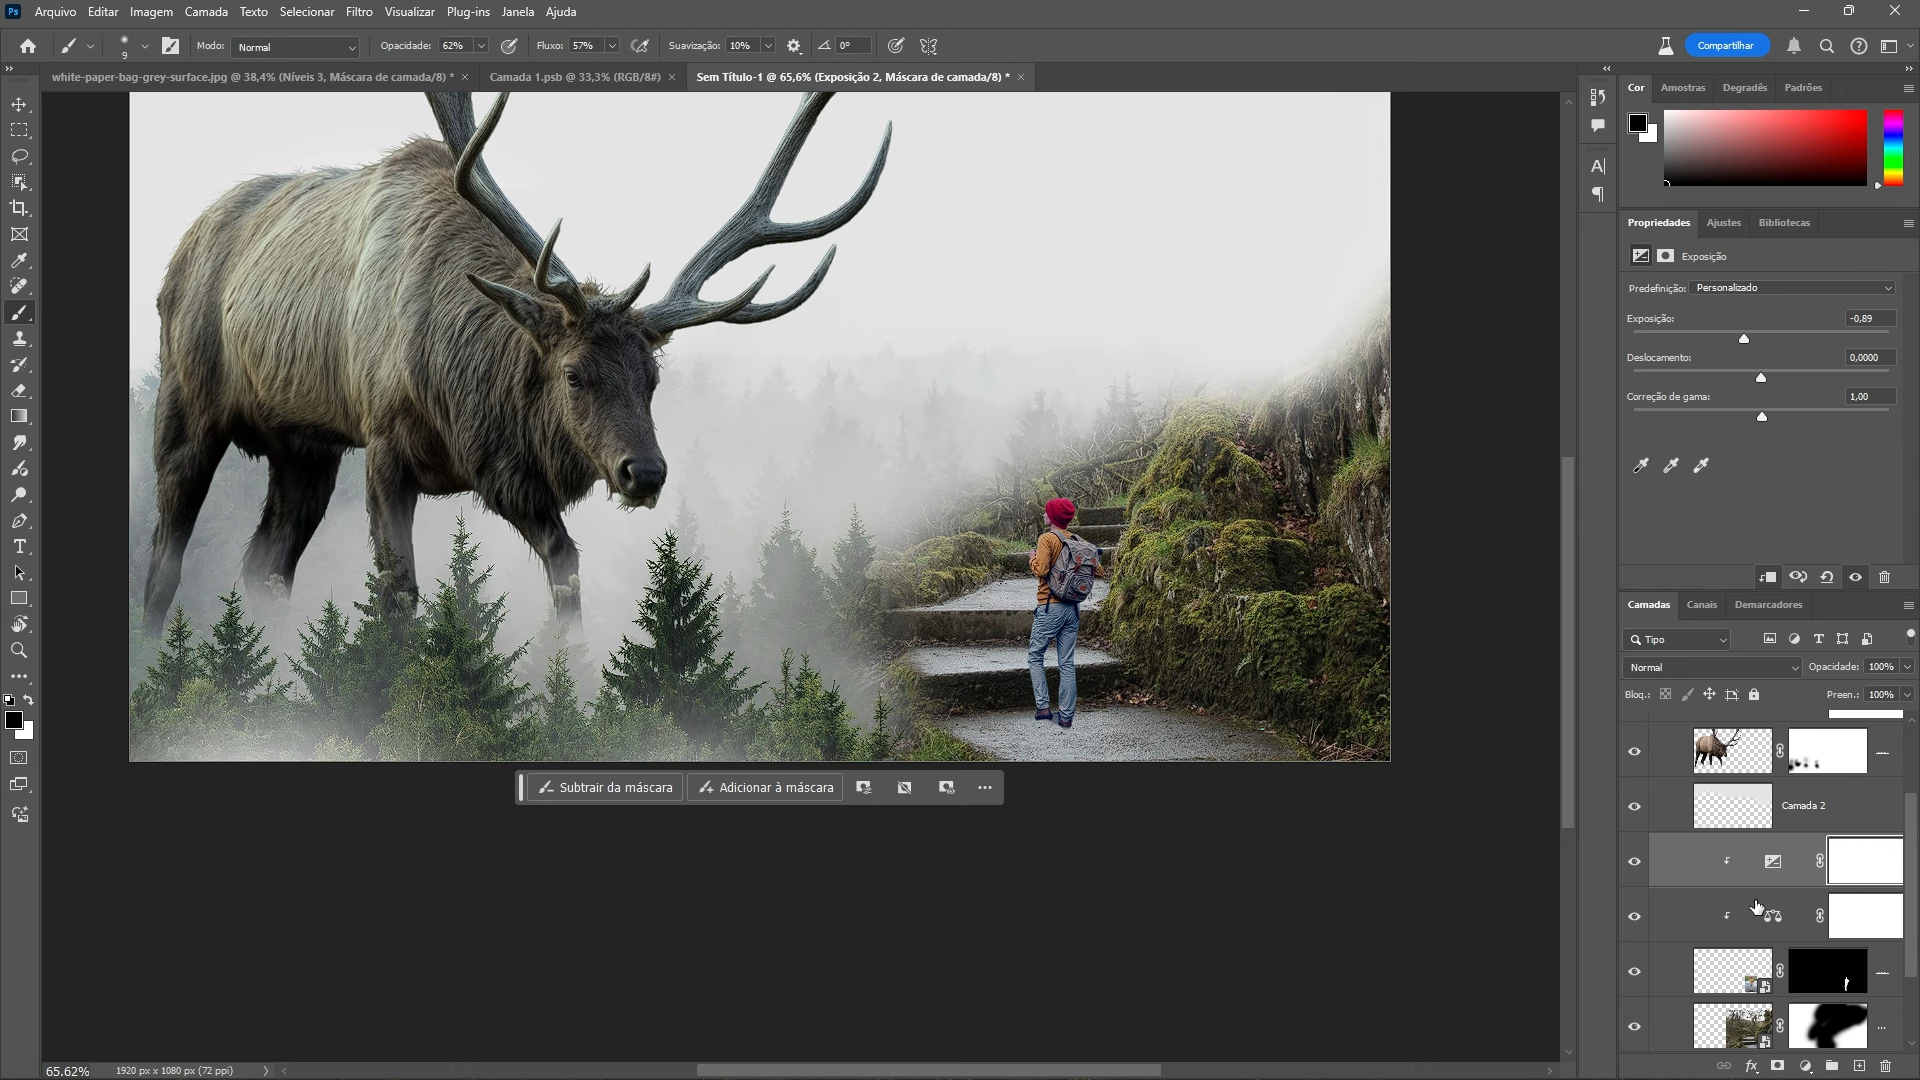 Ps Arquivo Editar Imagem Camada Texto Selecionar Filtro Visualizar Plug-ins Janela Ajuda
9 Modo: Normal Opacidade: 62% Fluxo: 57% Suavização: 10% 0° Compartilhar
white-paper-bag-grey-surface.jpg @ 38,4% (Níveis 3, Máscara de camada/8) * × Camada 1.psb @ 33,3% (RGB/8#) × Sem Título-1 @ 65,6% (Exposição 2, Máscara de camada/8) * ×
Cor Amostras Degradês Padrões
Propriedades Ajustes Bibliotecas
Exposição
Predefinição: Personalizado
Exposição: -0,89
Deslocamento: 0,0000
Correção de gama: 1,00
Camadas Canais Demarcadores
Tipo
Normal Opacidade: 100%
Bloq.: Preen.: 100%
Camada 2
Subtrair da máscara Adicionar à máscara
65.62% 1920 px x 1080 px (72 ppi)